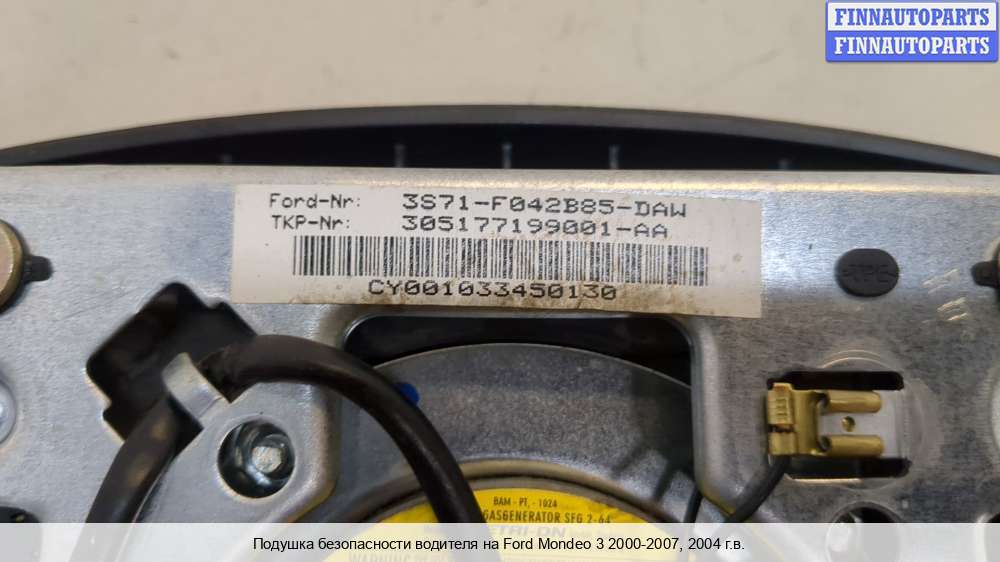 FINNAUTOPARTS
FINNAUTOPARTS
Ford-Nr: 3S71-F042B85-DAW
TKP-Nr: 305177199001-AA
CY001033450130
BAM - PT, - 1024
GASGENERATOR SFG 2-64
Подушка безопасности водителя на Ford Mondeo 3 2000-2007, 2004 г.в.